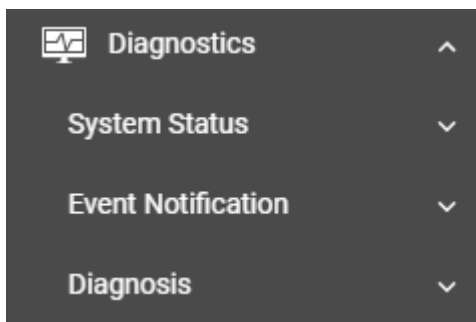 Diagnostics
System Status
Event Notification
Diagnosis